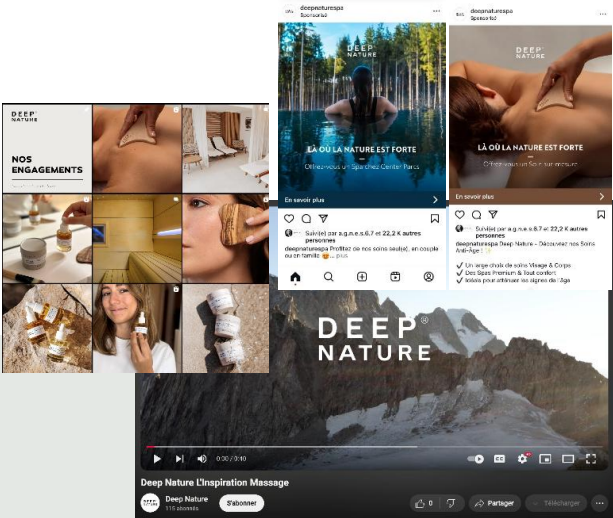 deepnaturespa
Sponsorisé
DEEP
NATURE
LÀ OÙ LA NATURE EST FORTE
Offrez-vous un Spa chez Center Parcs
En savoir plus
Suivi(e) par a.g.n.e.s.6.7 et 22,2 K autres
personnes
deepnaturespa Profitez de nos soins seul(e), en couple
ou en famille ... plus
deepnaturespa
Sponsorisé
DEEP
NATURE
LÀ OÙ LA NATURE EST FORTE
Offrez-vous un Soin sur-mesure
En savoir plus
Suivi(e) par a.g.n.e.s.6.7 et 22,2 K autres
personnes
deepnaturespa Deep Nature - Découvrez nos Soins
Anti-Âge !
✓ Un large choix de soins Visage & Corps
✓ Des Spas Premium & Tout confort
✓ Idéals pour atténuer les signes de l'âge
DEEP
NATURE
NOS
ENGAGEMENTS
DEEP®
NATURE
0:00 / 0:40
Deep Nature L'Inspiration Massage
Deep Nature
115 abonnés
S'abonner
0
Partager
Télécharger